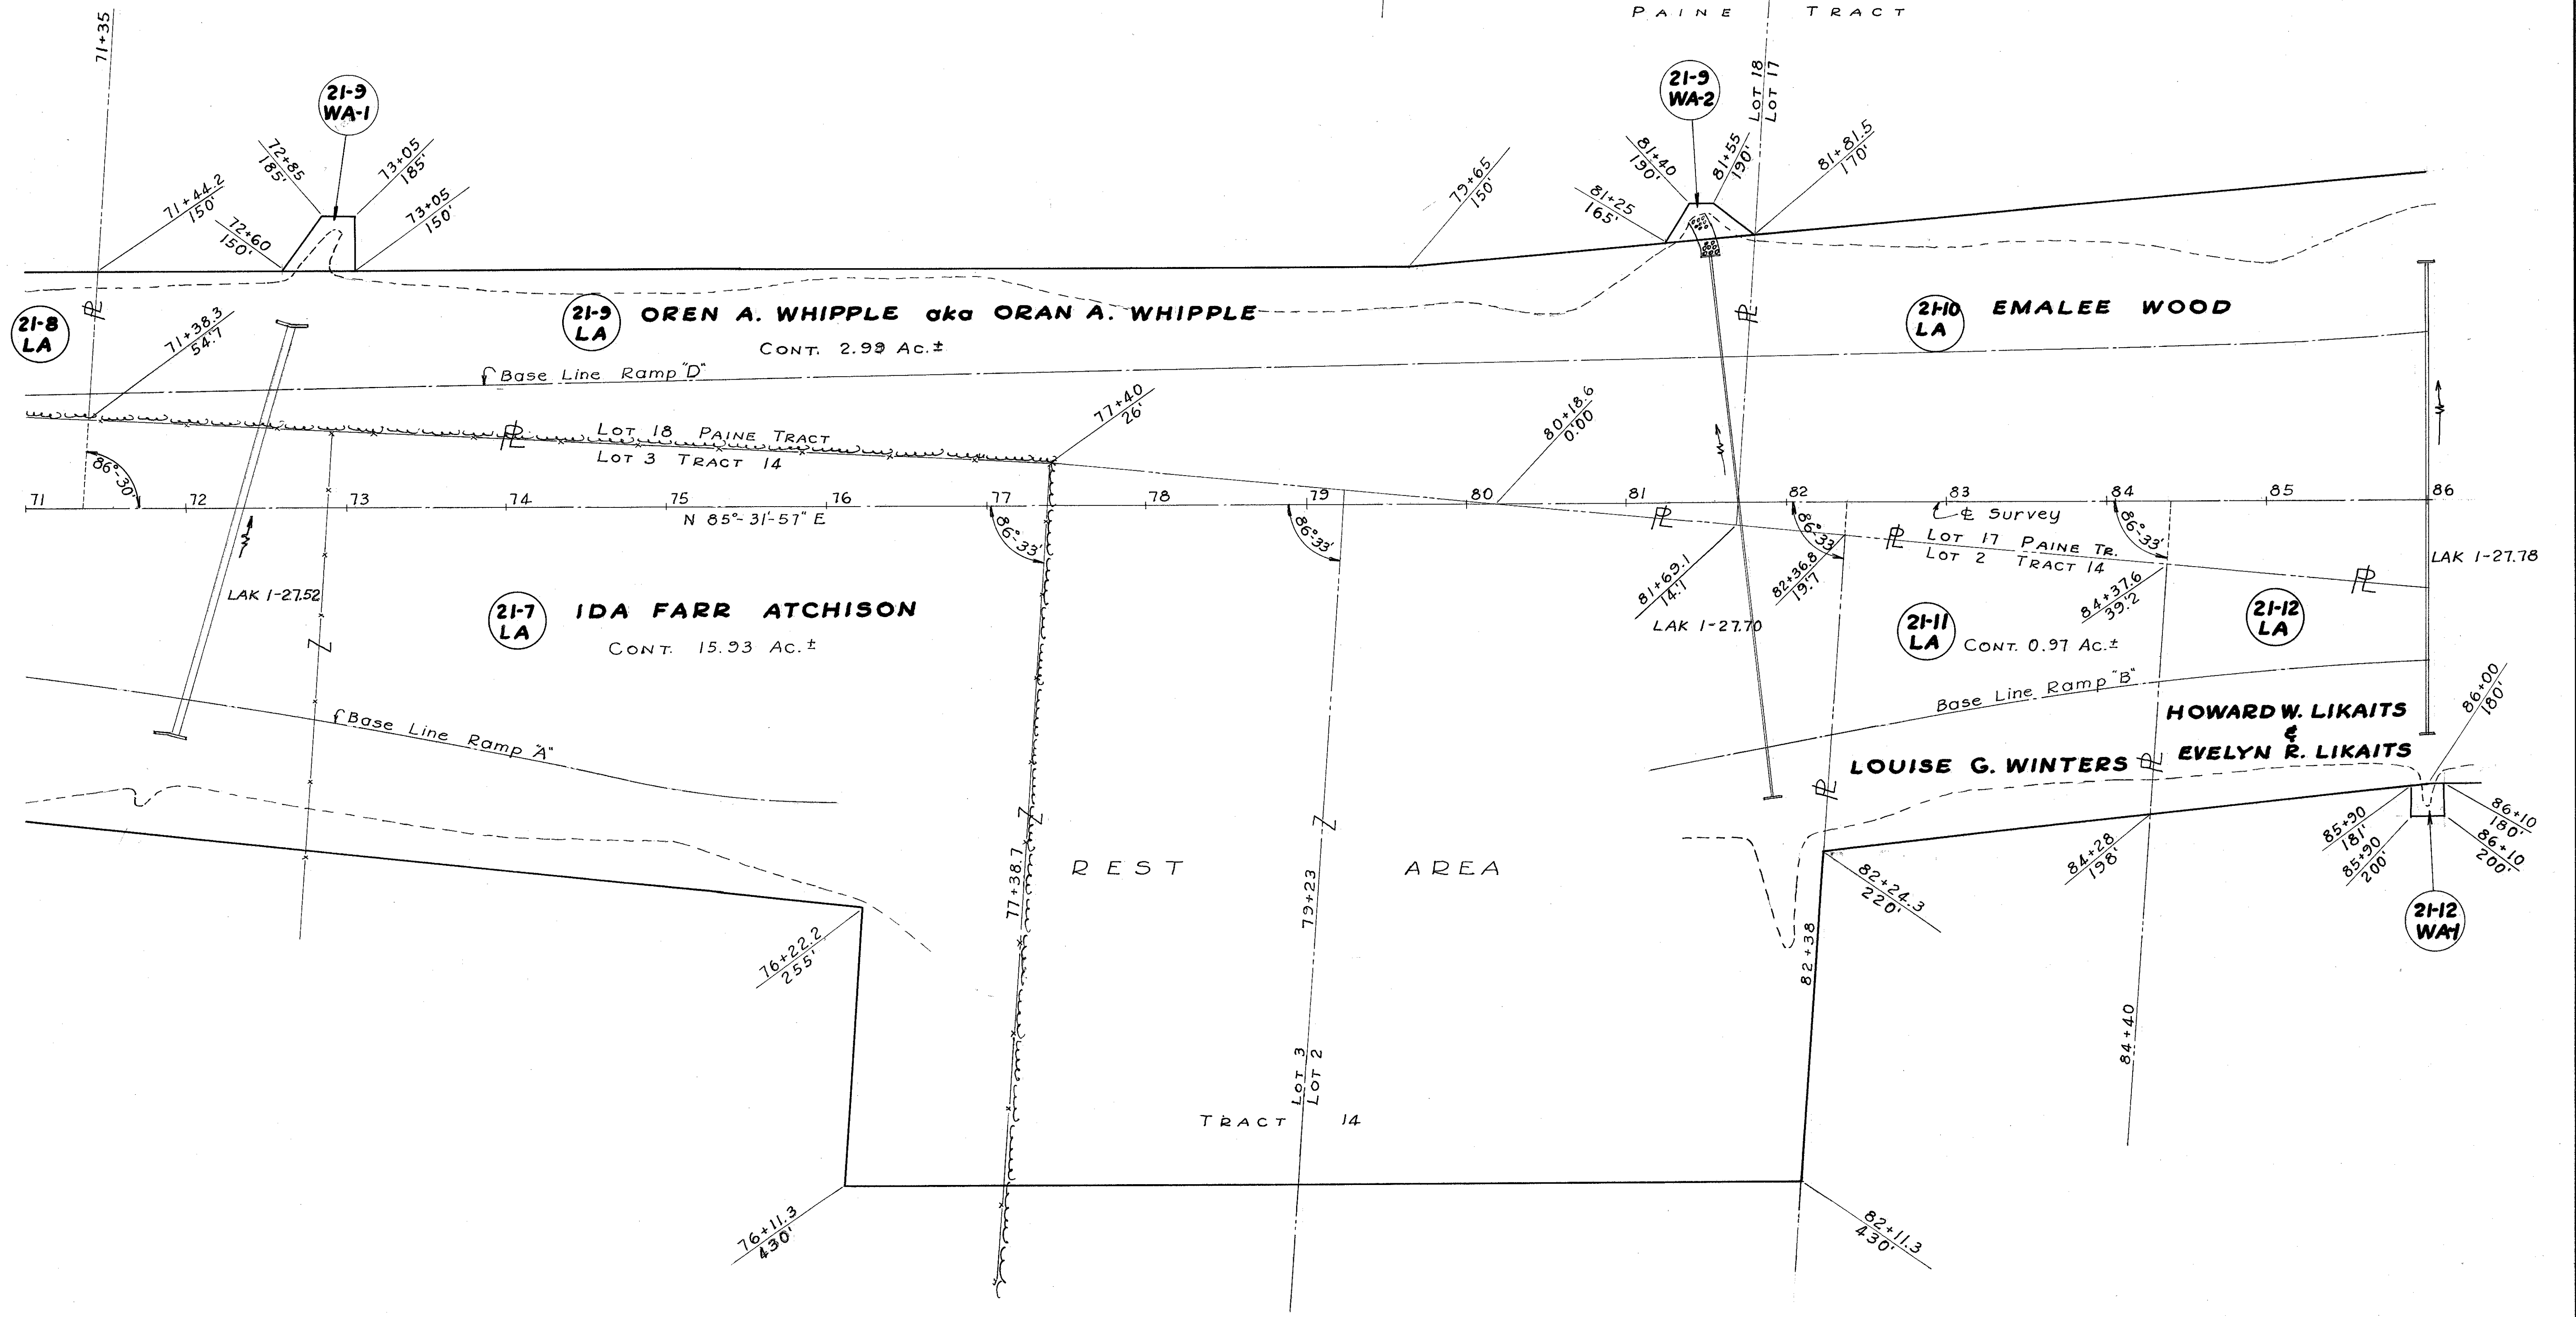 PAINE TRACT
71+35
21-9
WA-1
21-9
WA-2
LOT 18
LOT 17
72+85
185'
73+05
185'
71+44.2
150'
72+60
150'
73+05
150'
79+65
150'
81+40
190'
81+55
190'
81+81.5
170'
81+25
165'
21-8
LA
71+38.3
54.'7
21-9
LA
OREN A. WHIPPLE aka ORAN A. WHIPPLE
CONT. 2.99 AC.±
21-10
LA
EMALEE WOOD
Base Line Ramp "D"
77+40
26'
80+18.6
0.'00
LOT 18 PAINE TRACT
LOT 3 TRACT 14
86°-30'
71 72 73 74 75 76 77 78 79 80 81 82 83 84 85 86
N 85°-31'-57" E
86°-33'
86°-33'
86°-33'
86°-33'
℄ Survey
LOT 17 PAINE TR.
LOT 2 TRACT 14
LAK 1-27.78
LAK 1-27.52
21-7
LA
IDA FARR ATCHISON
CONT. 15.93 AC.±
81+69.1
14.'1
82+36.8
19.'7
84+37.6
39.'2
LAK 1-27.70
21-11
LA
CONT. 0.97 AC.±
21-12
LA
Base Line Ramp "A"
Base Line Ramp "B"
86+00
180'
HOWARD W. LIKAITS
&
EVELYN R. LIKAITS
LOUISE G. WINTERS
85+90
181'
85+90
200'
86+10
180'
86+10
200'
21-12
WA-1
84+28
198'
82+24.3
220'
REST AREA
77+38.7
79+23
82+38
84+40
76+22.2
255'
LOT 3
LOT 2
TRACT 14
76+11.3
430'
82+11.3
430'